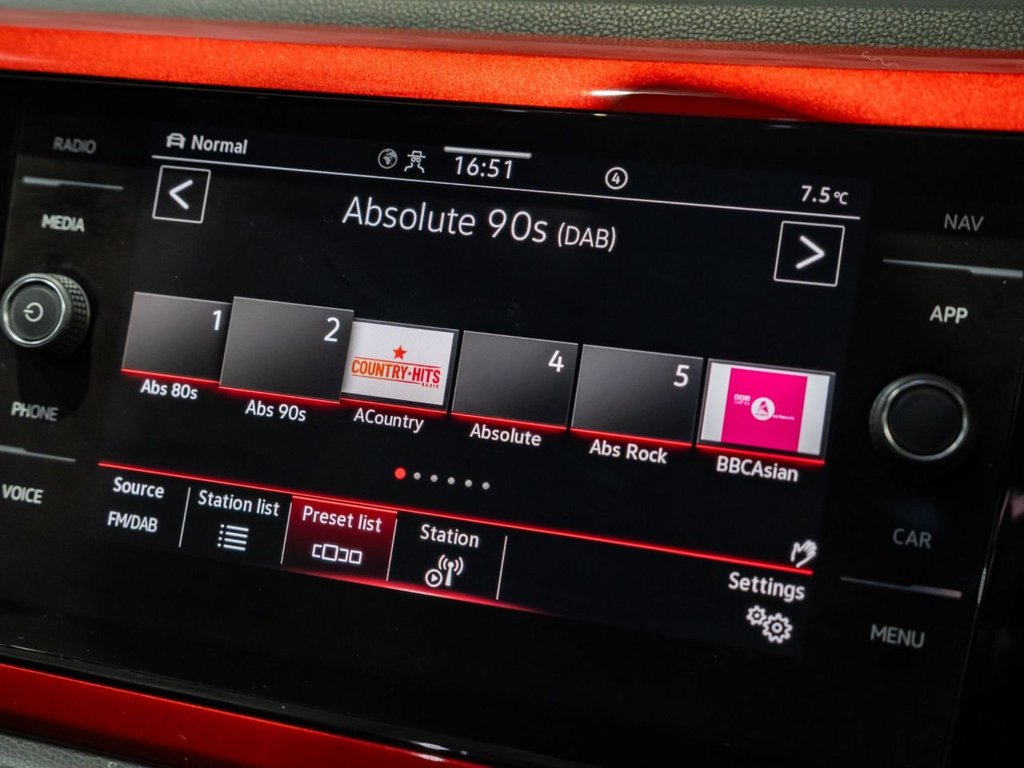 RADIO
MEDIA
PHONE
VOICE
Normal
16:51
4
7.5°C
Absolute 90s (DAB)
<
>
1
2
COUNTRY HITS
RADIO
4
5
BBC
Abs 80s
Abs 90s
ACountry
Absolute
Abs Rock
BBCAsian
Source
FM/DAB
Station list
Preset list
Station
Settings
NAV
APP
CAR
MENU